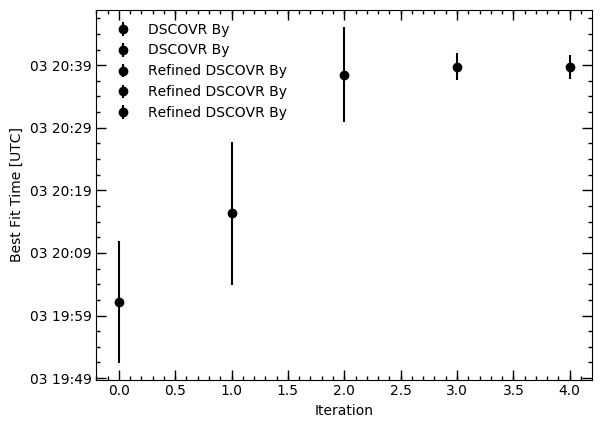 DSCOVR By
DSCOVR By
Refined DSCOVR By
Refined DSCOVR By
Refined DSCOVR By
Best Fit Time [UTC]
03 20:39
03 20:29
03 20:19
03 20:09
03 19:59
03 19:49
0.0 0.5 1.0 1.5 2.0 2.5 3.0 3.5 4.0
Iteration